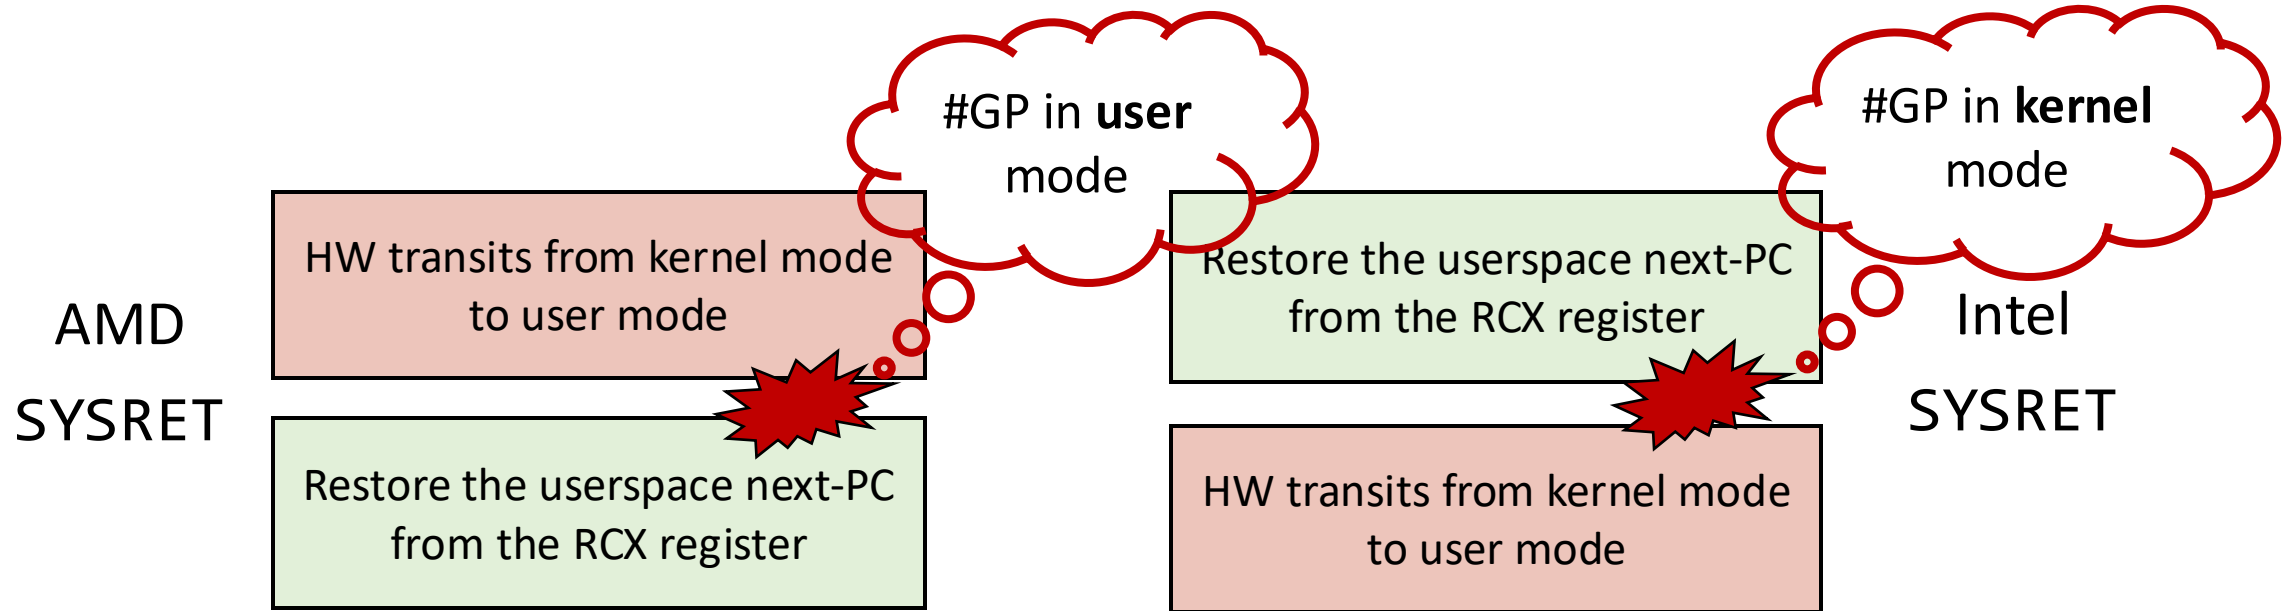 AMD
SYSRET
HW transits from kernel mode
to user mode
Restore the userspace next-PC
from the RCX register
#GP in user
mode
Restore the userspace next-PC
from the RCX register
HW transits from kernel mode
to user mode
#GP in kernel
mode
Intel
SYSRET